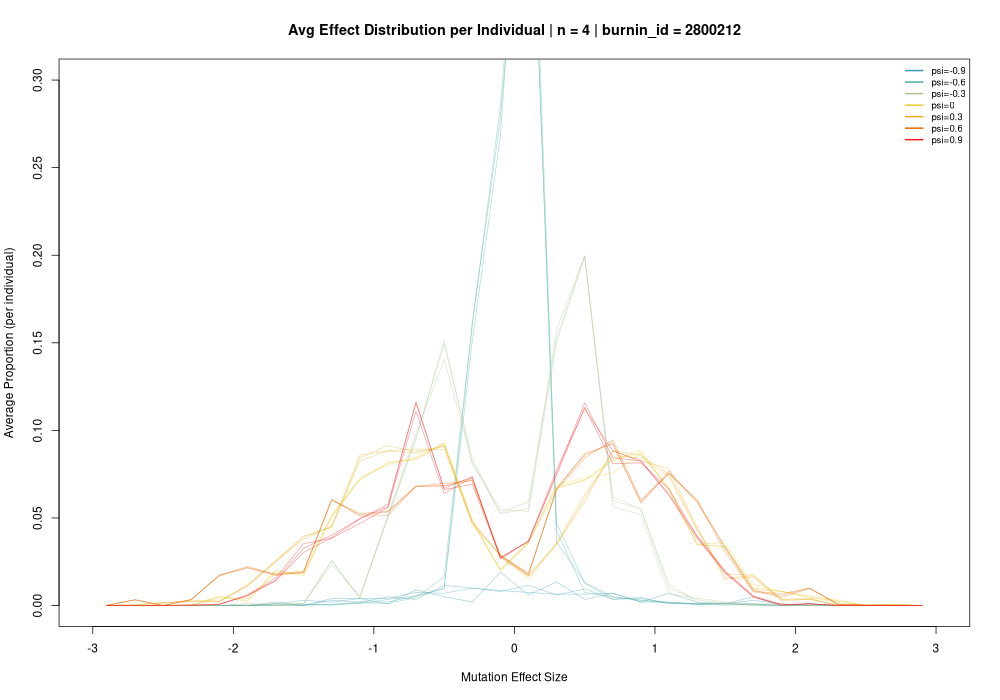 Avg Effect Distribution per Individual | n = 4 | burnin_id = 2800212
psi=-0.9
psi=-0.6
psi=-0.3
psi=0
psi=0.3
psi=0.6
psi=0.9
Average Proportion (per individual)
0.30
0.25
0.20
0.15
0.10
0.05
0.00
-3 -2 -1 0 1 2 3
Mutation Effect Size